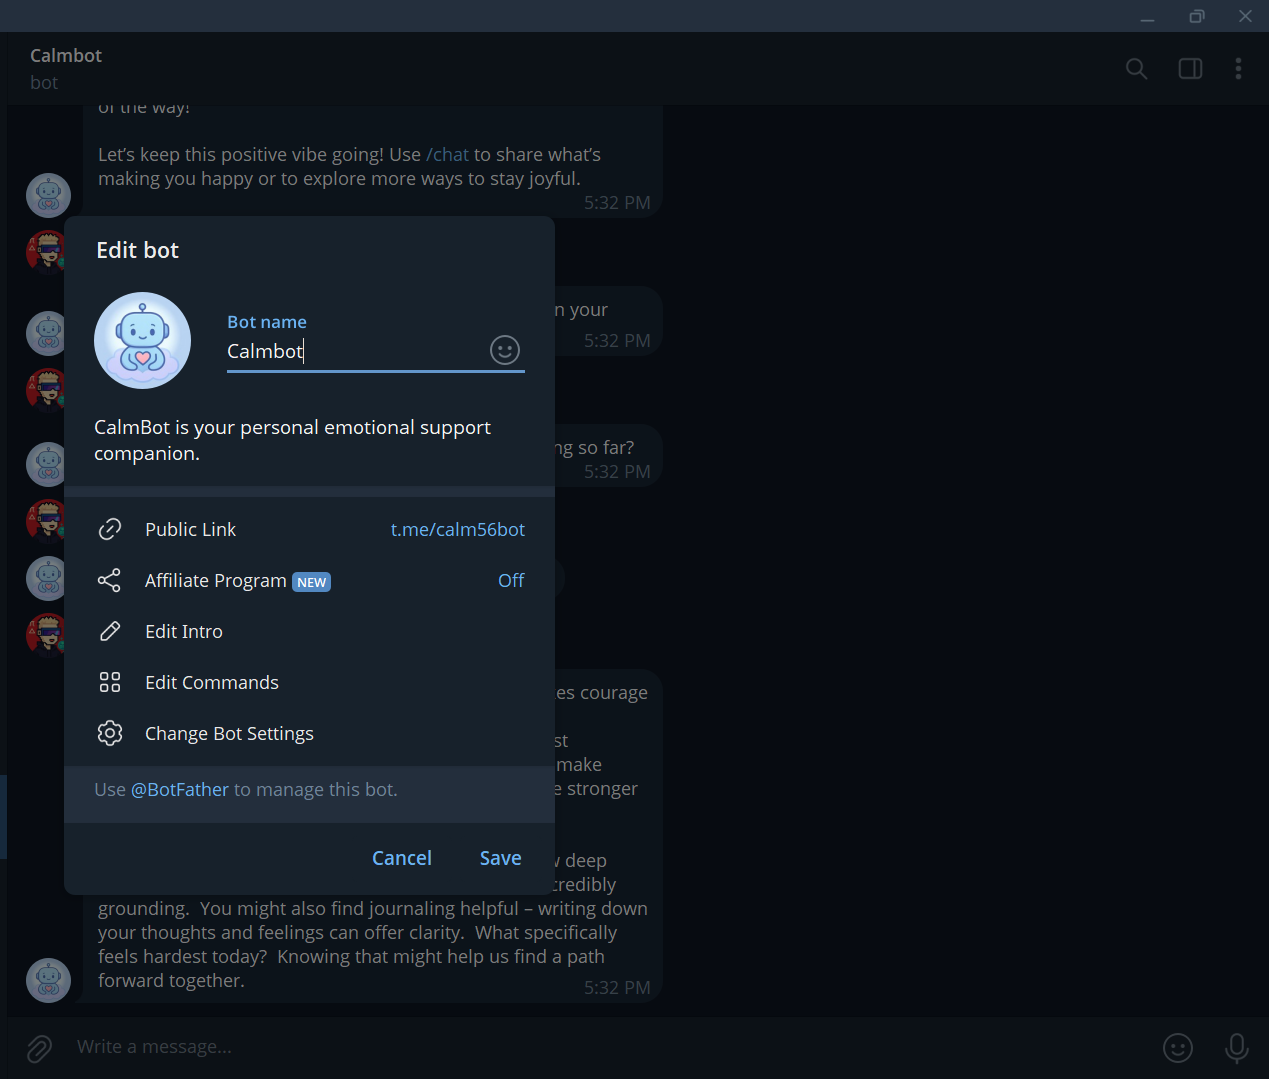 Calmbot
bot
of the way!
Let’s keep this positive vibe going! Use /chat to share what’s
making you happy or to explore more ways to stay joyful.
5:32 PM
Edit bot
n your
5:32 PM
Bot name
Calmbot
CalmBot is your personal emotional support
companion.
ng so far?
5:32 PM
Public Link t.me/calm56bot
Affiliate Program NEW Off
Edit Intro
Edit Commands
es courage
Change Bot Settings
st
make
Use @BotFather to manage this bot.
e stronger
Cancel Save
deep
credibly
grounding.  You might also find journaling helpful – writing down
your thoughts and feelings can offer clarity.  What specifically
feels hardest today?  Knowing that might help us find a path
forward together.
5:32 PM
Write a message...